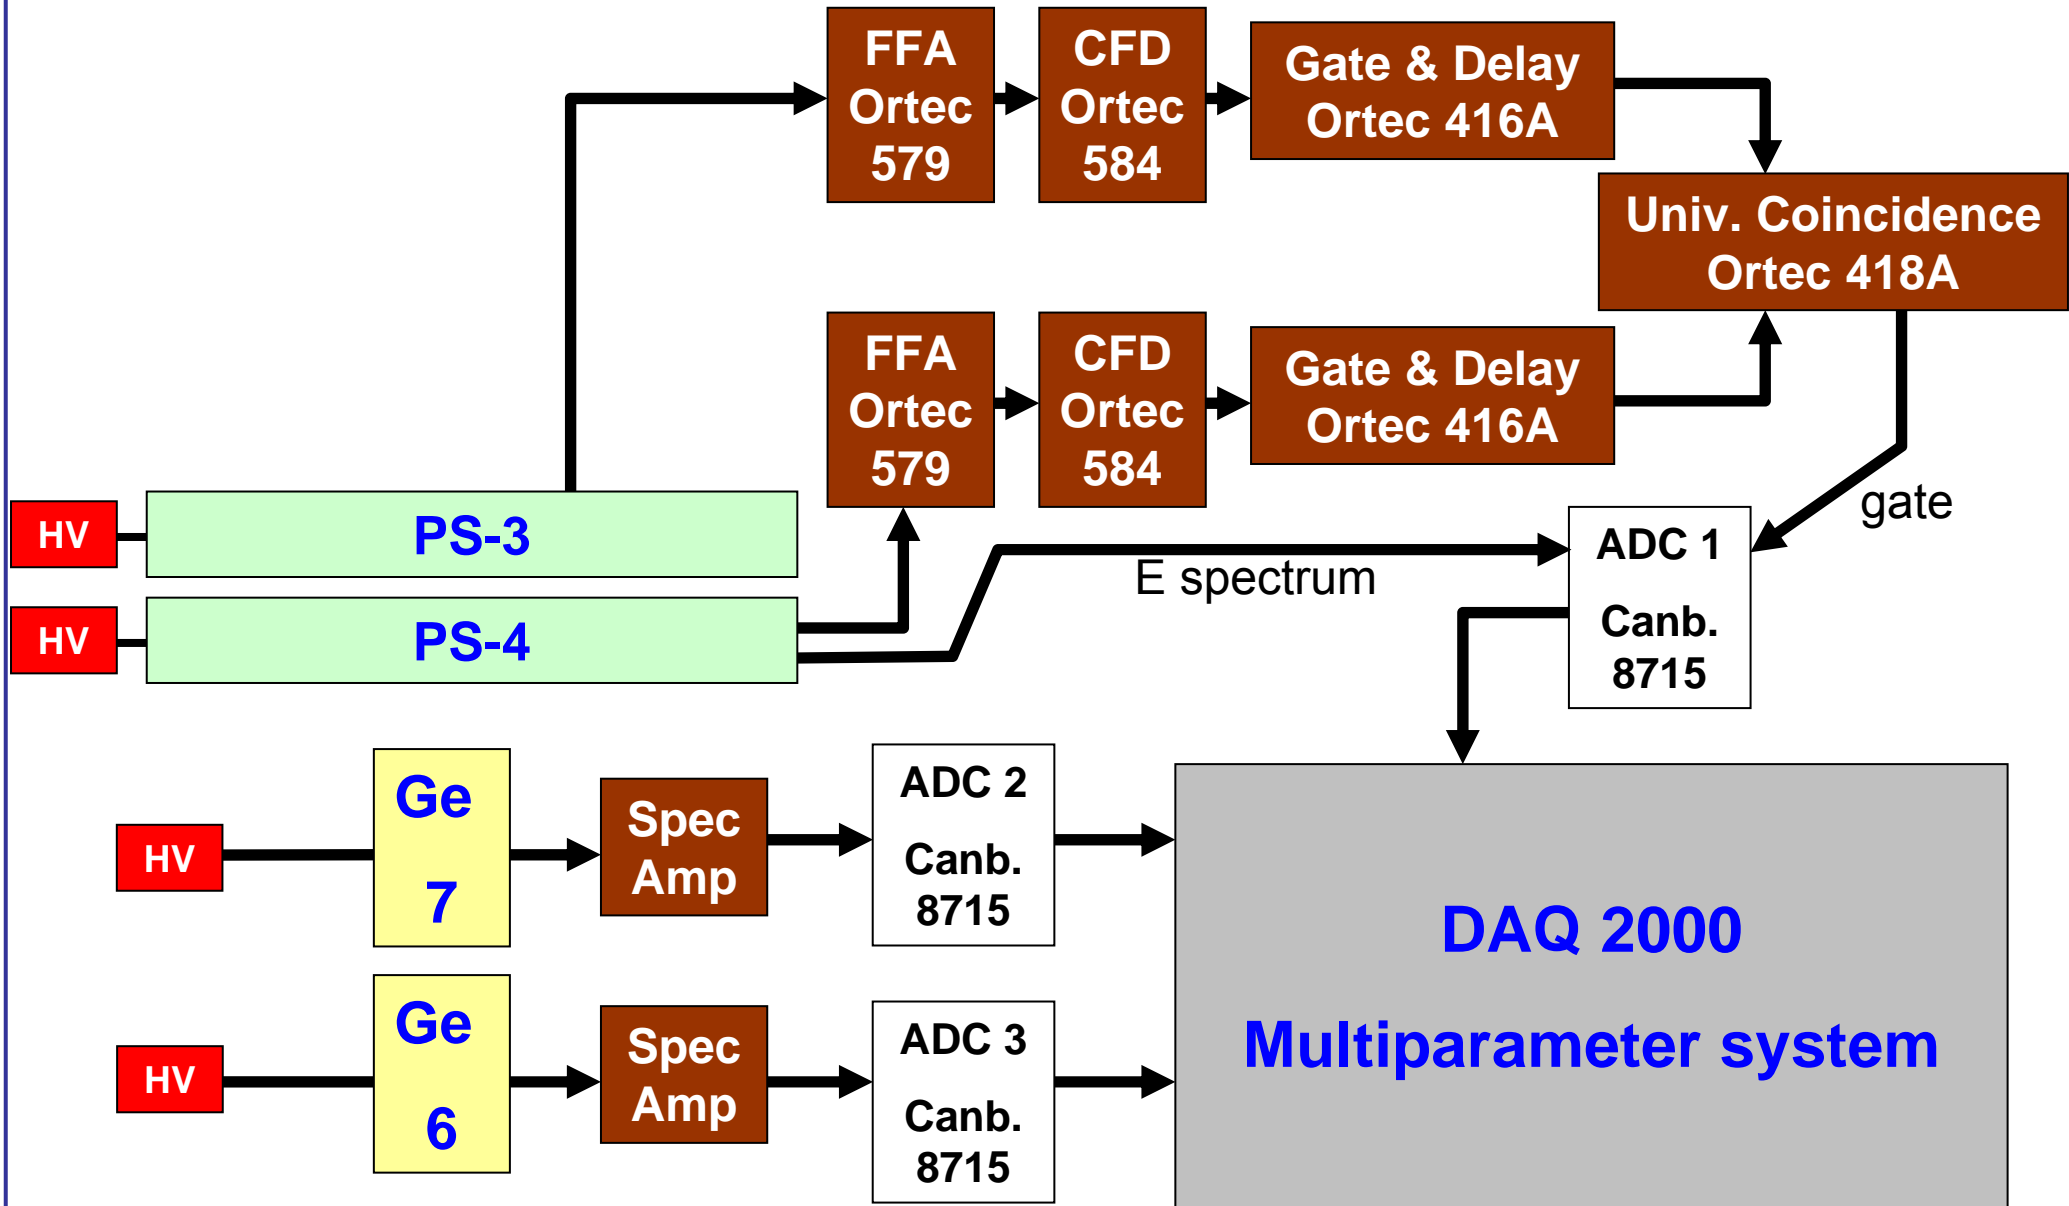 FFA
Ortec
579
CFD
Ortec
584
Gate & Delay
Ortec 416A
Univ. Coincidence
Ortec 418A
FFA
Ortec
579
CFD
Ortec
584
Gate & Delay
Ortec 416A
gate
HV
PS-3
E spectrum
ADC 1
Canb.
8715
HV
PS-4
HV
Ge
7
Spec
Amp
ADC 2
Canb.
8715
DAQ 2000
Multiparameter system
HV
Ge
6
Spec
Amp
ADC 3
Canb.
8715